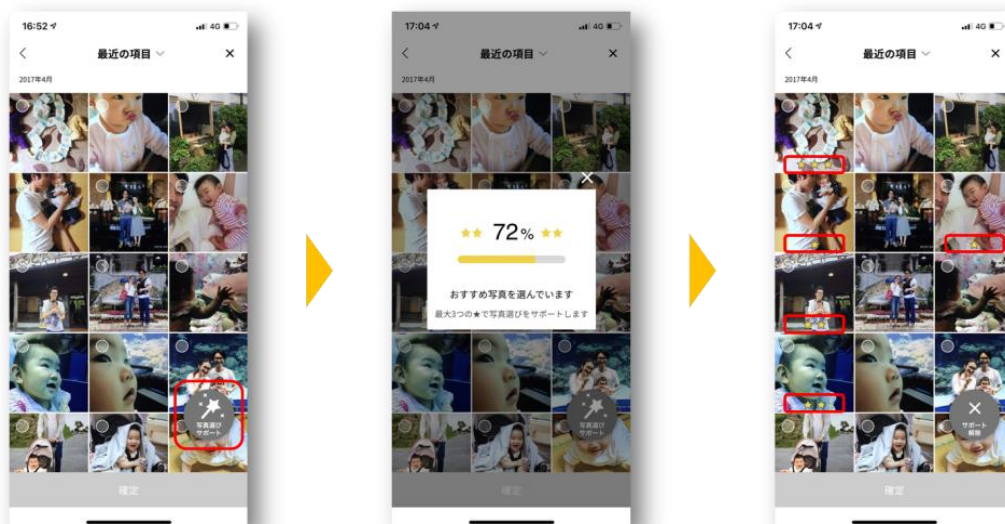 16:52
4G
最近の項目
×
2017年4月
写真選び
サポート
確定
17:04
4G
最近の項目
×
2017年4月
×
★★ 72% ★★
おすすめ写真を選んでいます
最大3つの★で写真選びをサポートします
写真選び
サポート
確定
17:04
4G
最近の項目
×
2017年4月
★★★
★
★
★★
★★
×
サポート
解除
確定